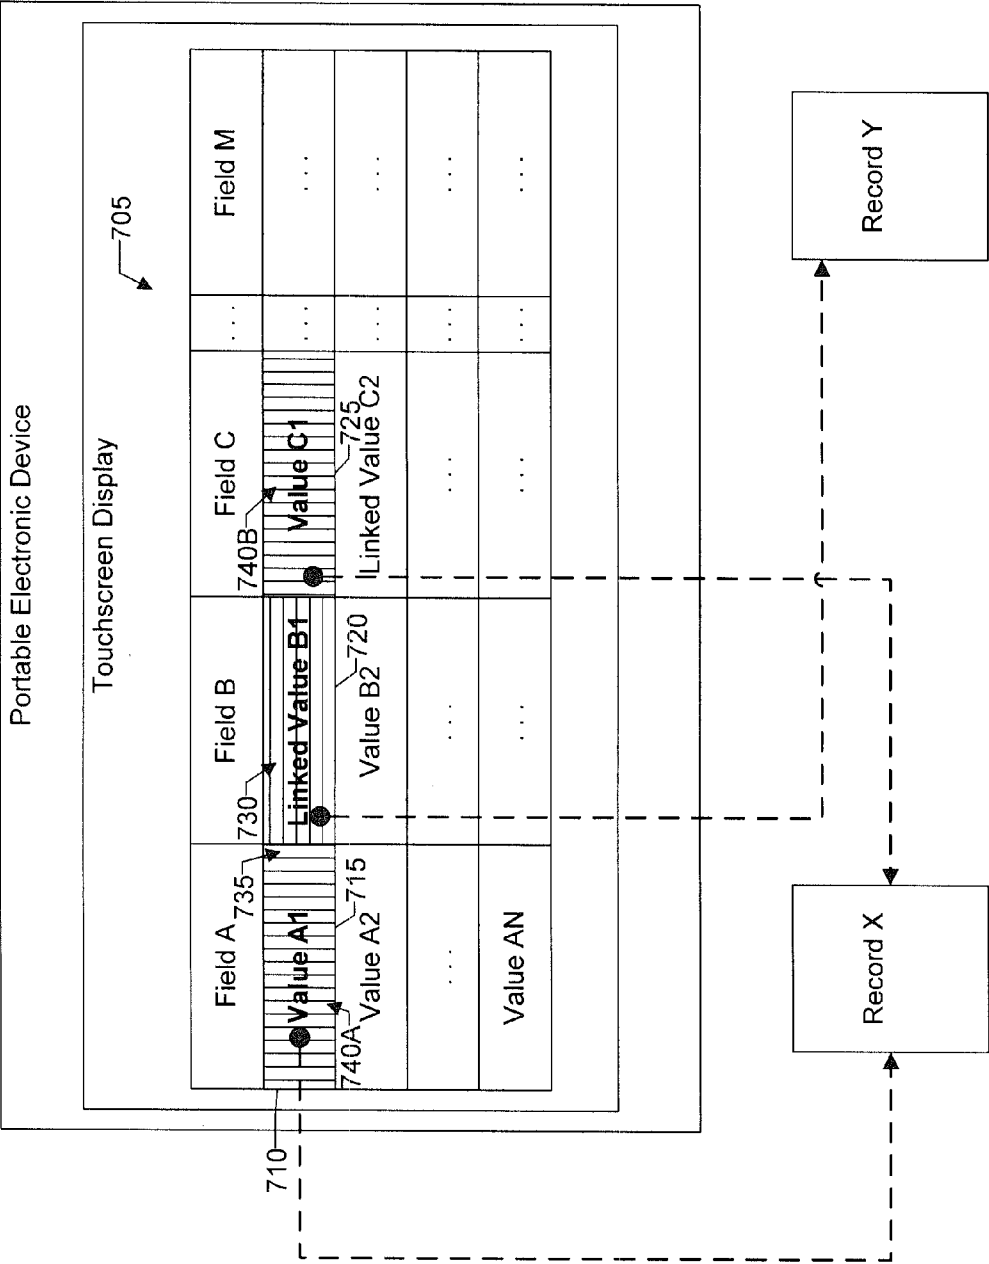 Portable Electronic Device
Touchscreen Display
705
Field A
Field B
Field C
. . .
Field M
735
730
740B
710
Value A1
Linked Value B1
Value C1
. . .
. . .
740A
715
720
725
Value A2
Value B2
Linked Value C2
. . .
. . .
. . .
. . .
. . .
. . .
. . .
Value AN
. . .
. . .
. . .
. . .
Record X
Record Y